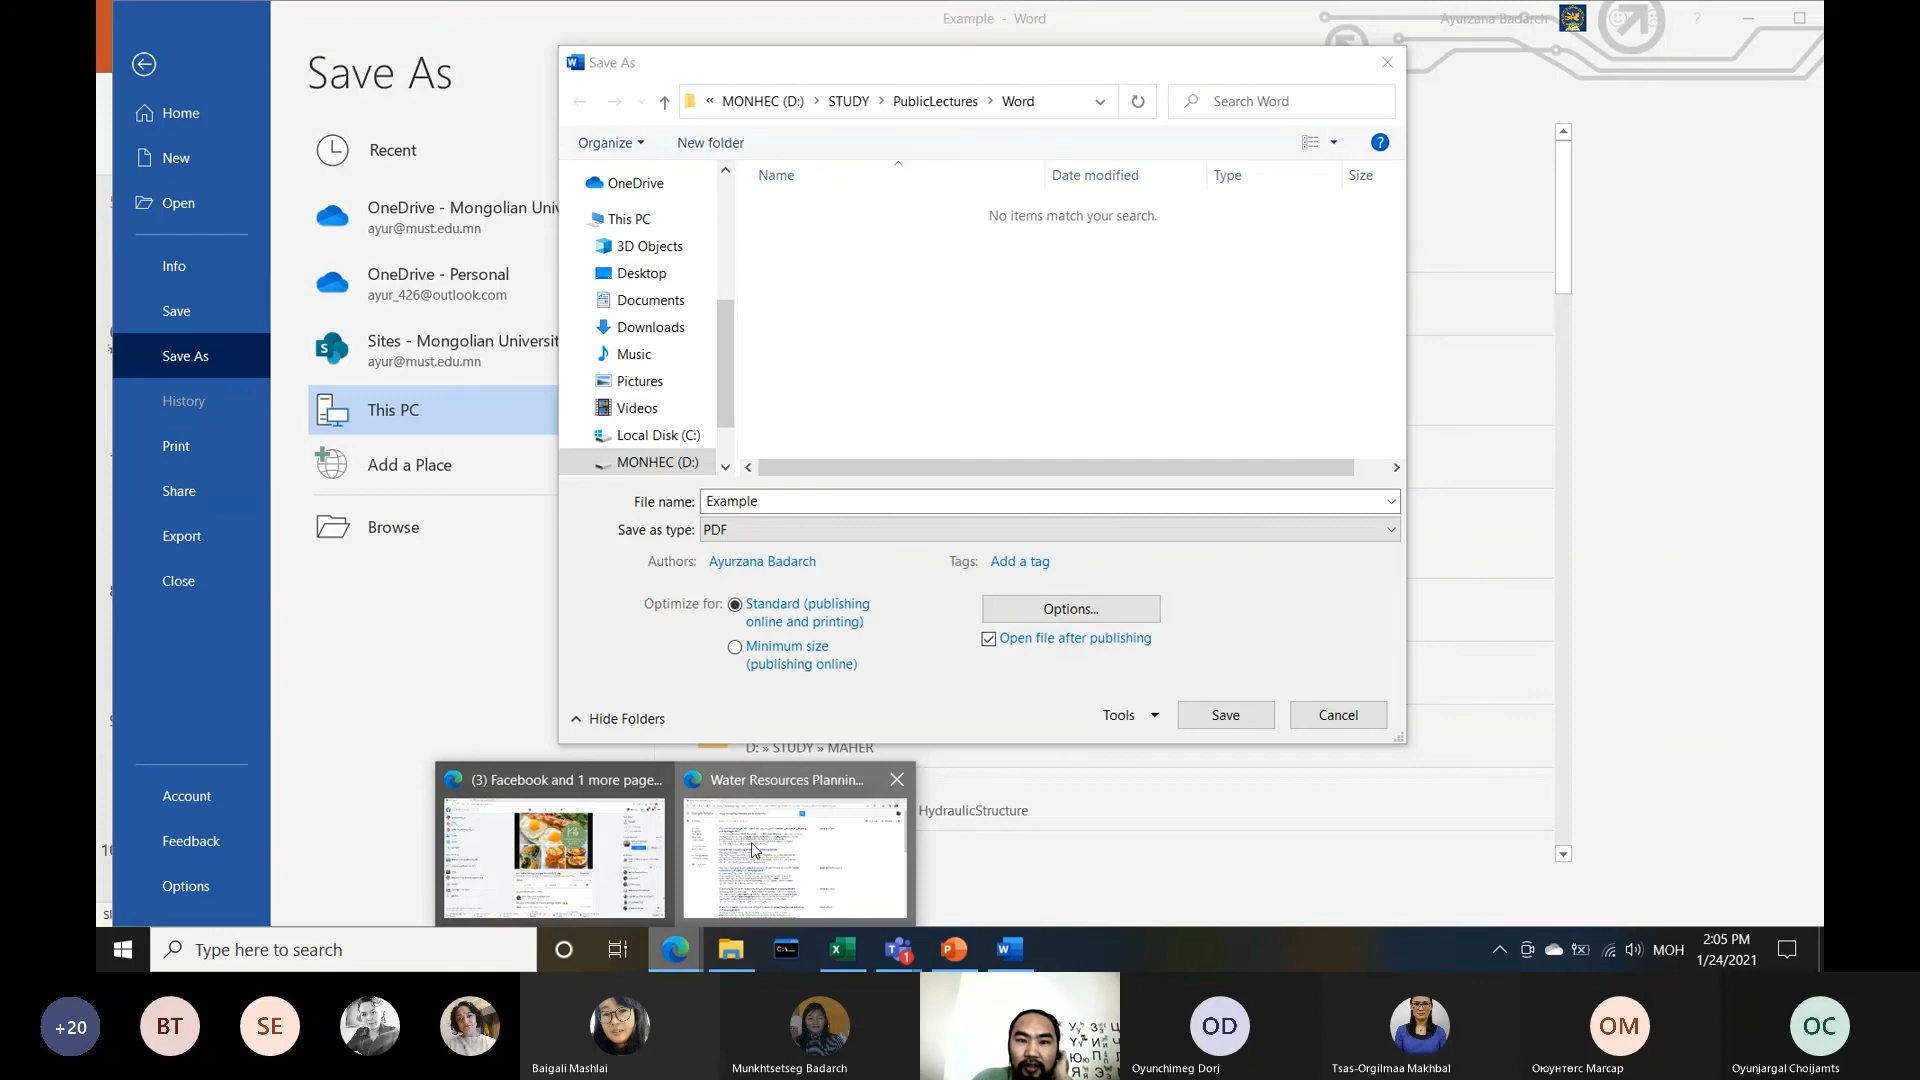 Example - Word
Ayurzana Badarch
Save As
Home
New
Open
Info
Save
Save As
History
Print
Share
Export
Close
Account
Feedback
Options
Recent
OneDrive - Mongolian Univ
ayur@must.edu.mn
OneDrive - Personal
ayur_426@outlook.com
Sites - Mongolian Universit
ayur@must.edu.mn
This PC
Add a Place
Browse
Save As
« MONHEC (D:) › STUDY › PublicLectures › Word
Search Word
Organize
New folder
OneDrive
This PC
3D Objects
Desktop
Documents
Downloads
Music
Pictures
Videos
Local Disk (C:)
MONHEC (D:)
Name
Date modified
Type
Size
No items match your search.
File name: Example
Save as type: PDF
Authors: Ayurzana Badarch
Tags: Add a tag
Optimize for: Standard (publishing
online and printing)
Minimum size
(publishing online)
Options...
Open file after publishing
Hide Folders
Tools
Save
Cancel
D: » STUDY » MAHER
HydraulicStructure
(3) Facebook and 1 more page...
Water Resources Plannin...
Type here to search
МОН
2:05 PM
1/24/2021
+20
BT
SE
Baigali Mashlai
Munkhtsetseg Badarch
OD
Oyunchimeg Dorj
Tsas-Orgilmaa Makhbal
OM
Оюунтөгс Марсар
OC
Oyunjargal Choijamts